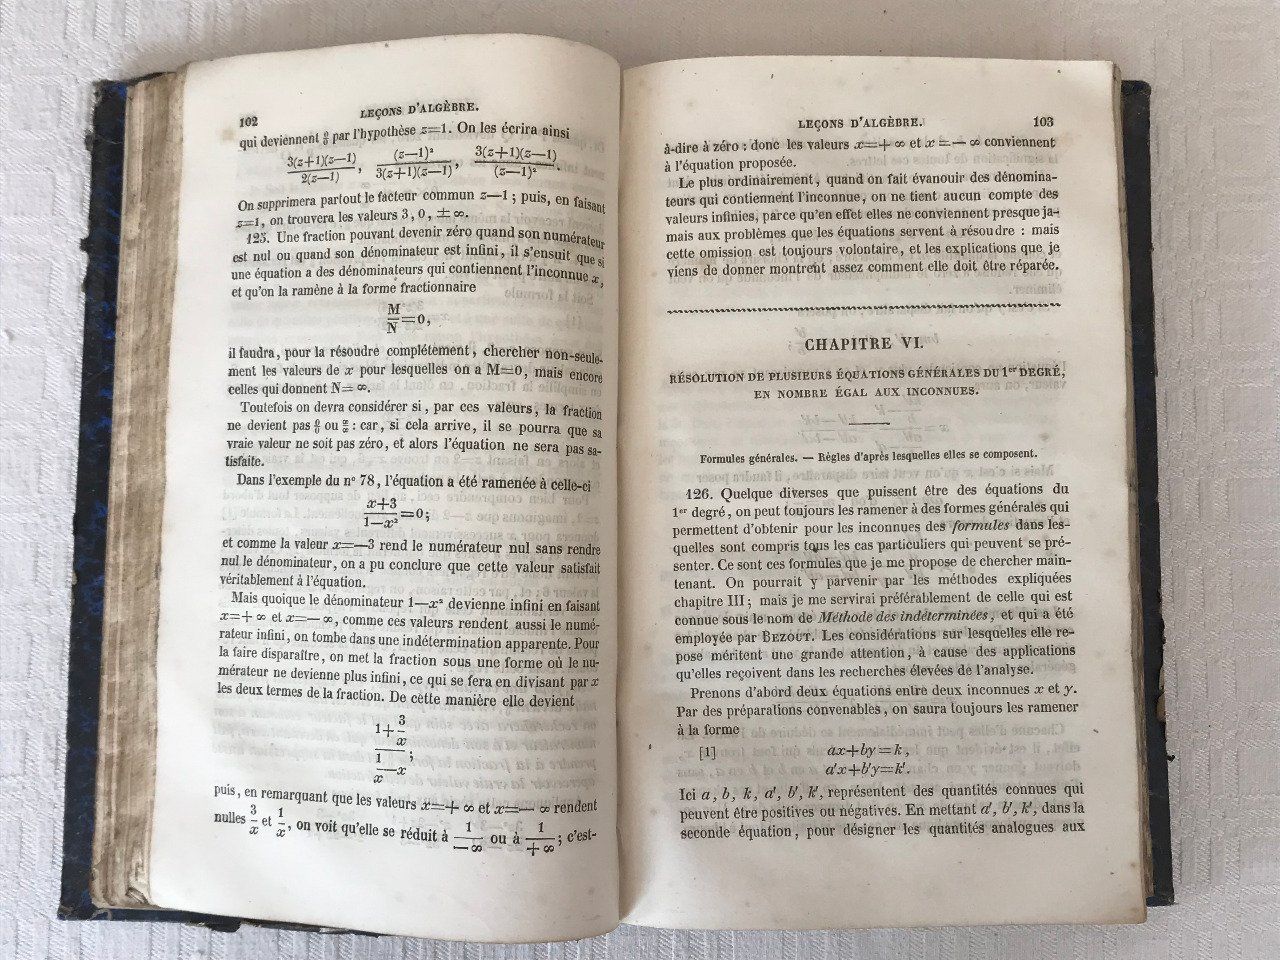 102
LEÇONS D'ALGÈBRE.
qui deviennent 0/0 par l'hypothèse z=1. On les écrira ainsi
3(z+1)(z—1)/2(z—1), (z—1)²/3(z+1)(z—1), 3(z+1)(z—1)/(z—1)².
On supprimera partout le facteur commun z—1 ; puis, en faisant
z=1, on trouvera les valeurs 3, 0, ±∞.
125. Une fraction pouvant devenir zéro quand son numérateur
est nul ou quand son dénominateur est infini, il s'ensuit que si
une équation a des dénominateurs qui contiennent l'inconnue x,
et qu'on la ramène à la forme fractionnaire
M/N=0,
il faudra, pour la résoudre complétement, chercher non-seule-
ment les valeurs de x pour lesquelles on a M=0, mais encore
celles qui donnent N=∞.
Toutefois on devra considérer si, par ces valeurs, la fraction
ne devient pas 0/0 ou ∞/∞ : car, si cela arrive, il se pourra que sa
vraie valeur ne soit pas zéro, et alors l'équation ne sera pas sa-
tisfaite.
Dans l'exemple du n° 78, l'équation a été ramenée à celle-ci
x+3/1—x²=0;
et comme la valeur x=—3 rend le numérateur nul sans rendre
nul le dénominateur, on a pu conclure que cette valeur satisfait
véritablement à l'équation.
Mais quoique le dénominateur 1—x² devienne infini en faisant
x=+∞ et x=—∞, comme ces valeurs rendent aussi le numé-
rateur infini, on tombe dans une indétermination apparente. Pour
la faire disparaître, on met la fraction sous une forme où le nu-
mérateur ne devienne plus infini, ce qui se fera en divisant par x
les deux termes de la fraction. De cette manière elle devient
1+3/x
1/x—x ;
puis, en remarquant que les valeurs x=+∞ et x=—∞ rendent
nulles 3/x et 1/x, on voit qu'elle se réduit à 1/—∞ ou à 1/+∞ ; c'est-
LEÇONS D'ALGÈBRE.
103
à-dire à zéro : donc les valeurs x=+∞ et x=—∞ conviennent
à l'équation proposée.
Le plus ordinairement, quand on fait évanouir des dénomina-
teurs qui contiennent l'inconnue, on ne tient aucun compte des
valeurs infinies, parce qu'en effet elles ne conviennent presque ja-
mais aux problèmes que les équations servent à résoudre : mais
cette omission est toujours volontaire, et les explications que je
viens de donner montrent assez comment elle doit être réparée.
CHAPITRE VI.
RÉSOLUTION DE PLUSIEURS ÉQUATIONS GÉNÉRALES DU 1er DEGRÉ,
EN NOMBRE ÉGAL AUX INCONNUES.
Formules générales. — Règles d'après lesquelles elles se composent.
126. Quelque diverses que puissent être des équations du
1er degré, on peut toujours les ramener à des formes générales qui
permettent d'obtenir pour les inconnues des formules dans les-
quelles sont compris tous les cas particuliers qui peuvent se pré-
senter. Ce sont ces formules que je me propose de chercher main-
tenant. On pourrait y parvenir par les méthodes expliquées
chapitre III ; mais je me servirai préférablement de celle qui est
connue sous le nom de Méthode des indéterminées, et qui a été
employée par BEZOUT. Les considérations sur lesquelles elle re-
pose méritent une grande attention, à cause des applications
qu'elles reçoivent dans les recherches élevées de l'analyse.
Prenons d'abord deux équations entre deux inconnues x et y.
Par des préparations convenables, on saura toujours les ramener
à la forme
[1] ax+by=k,
a'x+b'y=k'.
Ici a, b, k, a', b', k', représentent des quantités connues qui
peuvent être positives ou négatives. En mettant a', b', k', dans la
seconde équation, pour désigner les quantités analogues aux